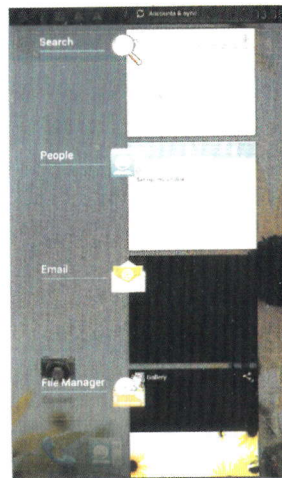 Accounts & sync
Search
People
Email
File Manager
Gallery